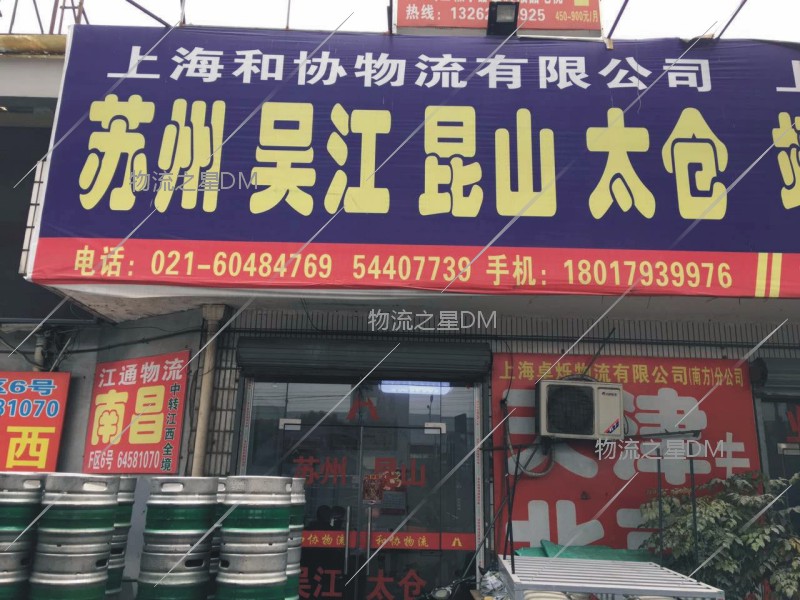 450-900元/月
上海和协物流有限公司 上
苏州 吴江 昆山 太仓
电话：021-60484769 54407739 手机：18017939976
物流之星DM
物流之星DM
物流之星DM
区6号
81070
西
江通物流
南昌
中转江西全境
F区6号 64581070
上海卓烁物流有限公司(南方)分公司
天津
北京
苏州 昆山
和协物流 和协物流
吴江 太仓